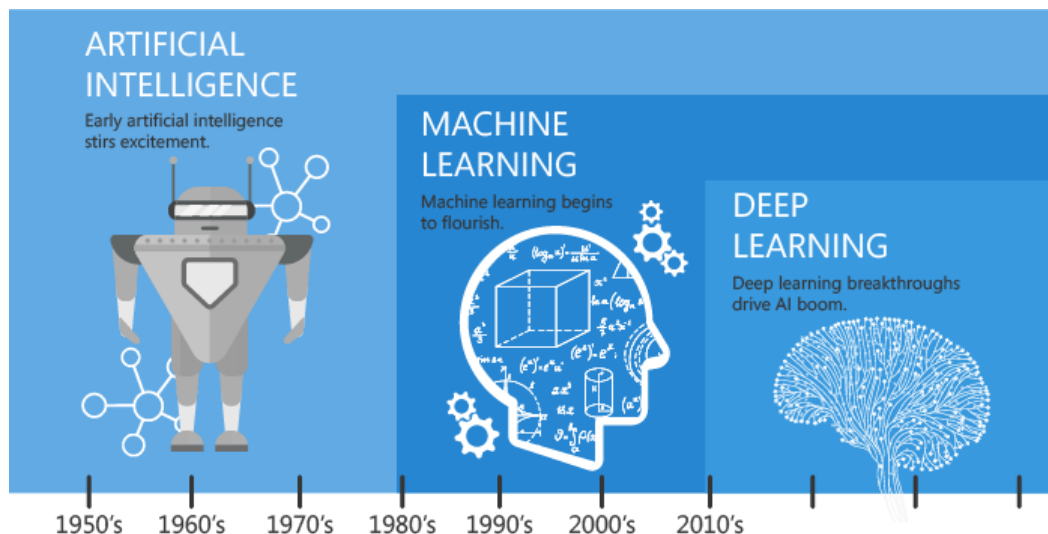 ARTIFICIAL
INTELLIGENCE
Early artificial intelligence
stirs excitement.
MACHINE
LEARNING
Machine learning begins
to flourish.
DEEP
LEARNING
Deep learning breakthroughs
drive AI boom.
1950's
1960's
1970's
1980's
1990's
2000's
2010's